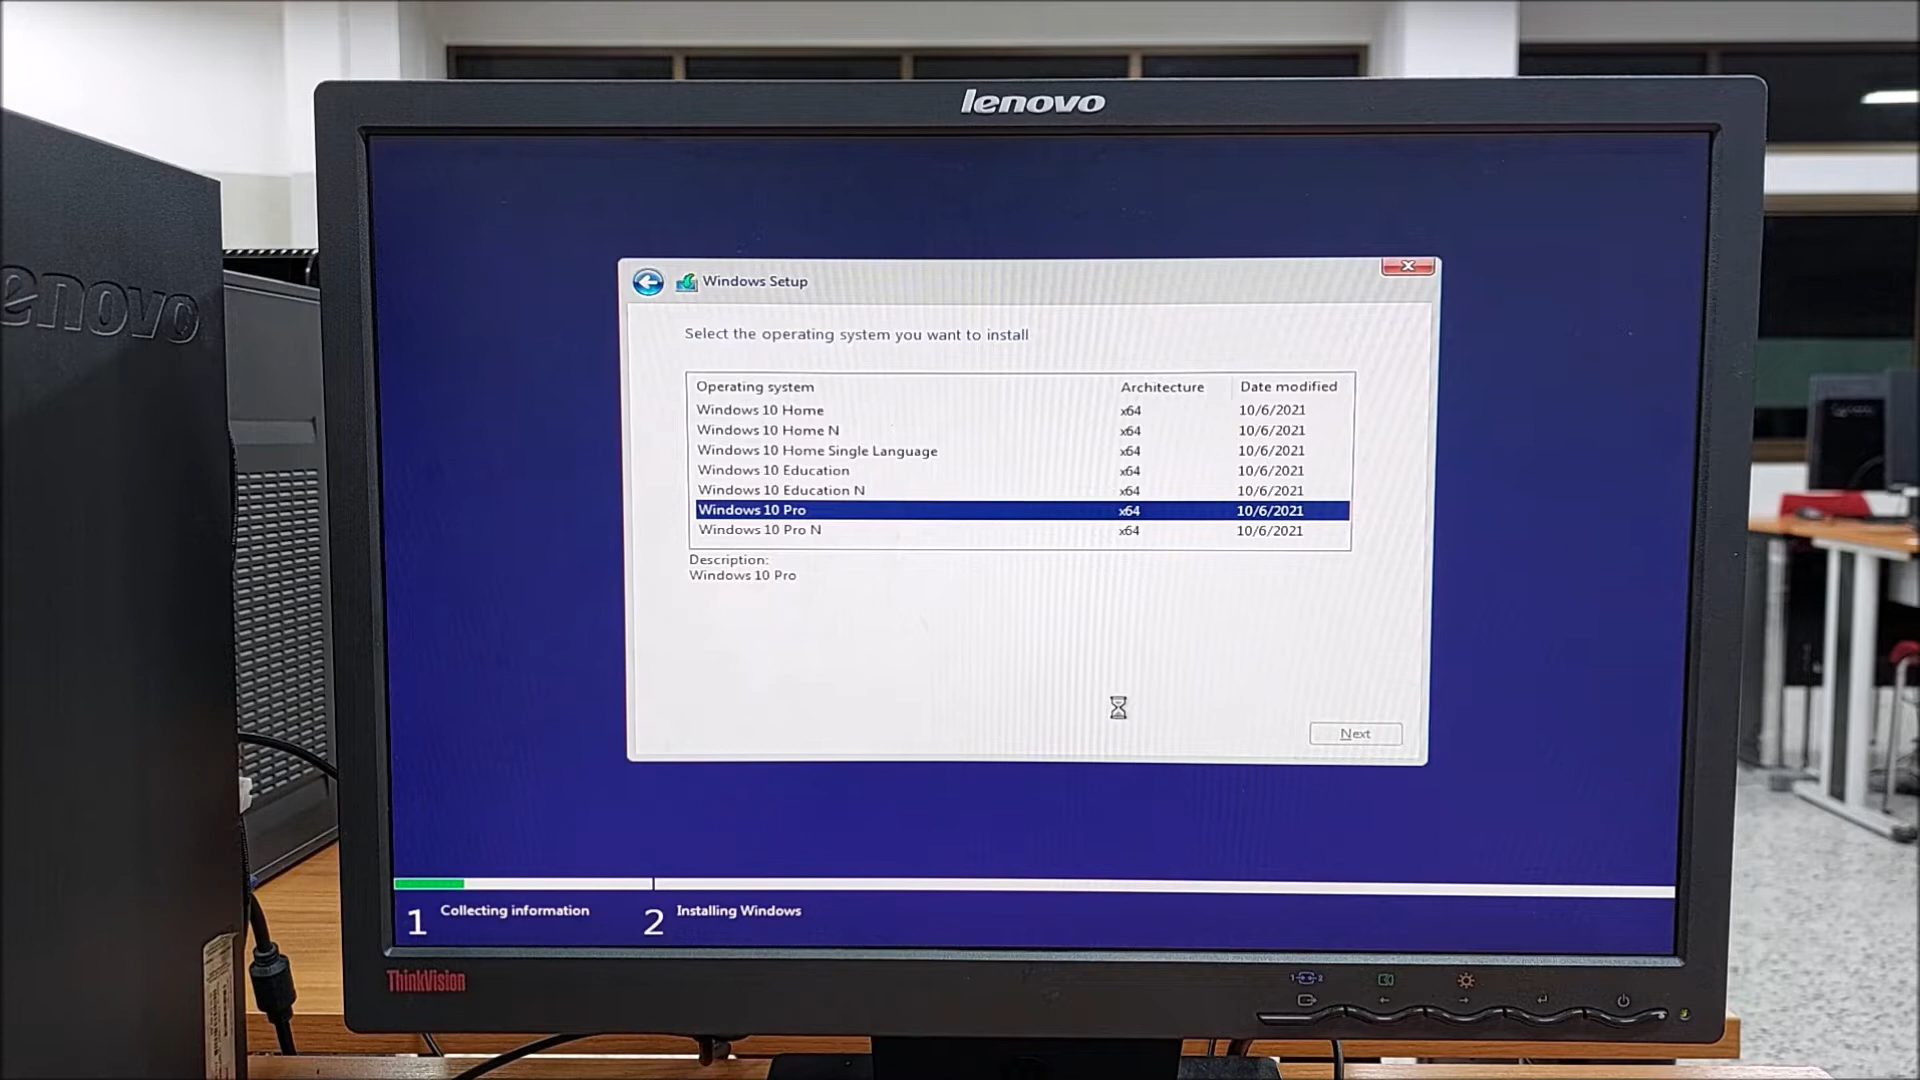 lenovo
enovo
Windows Setup
Select the operating system you want to install
Operating system Architecture Date modified
Windows 10 Home x64 10/6/2021
Windows 10 Home N x64 10/6/2021
Windows 10 Home Single Language x64 10/6/2021
Windows 10 Education x64 10/6/2021
Windows 10 Education N x64 10/6/2021
Windows 10 Pro x64 10/6/2021
Windows 10 Pro N x64 10/6/2021
Description:
Windows 10 Pro
Next
1 Collecting information 2 Installing Windows
ThinkVision